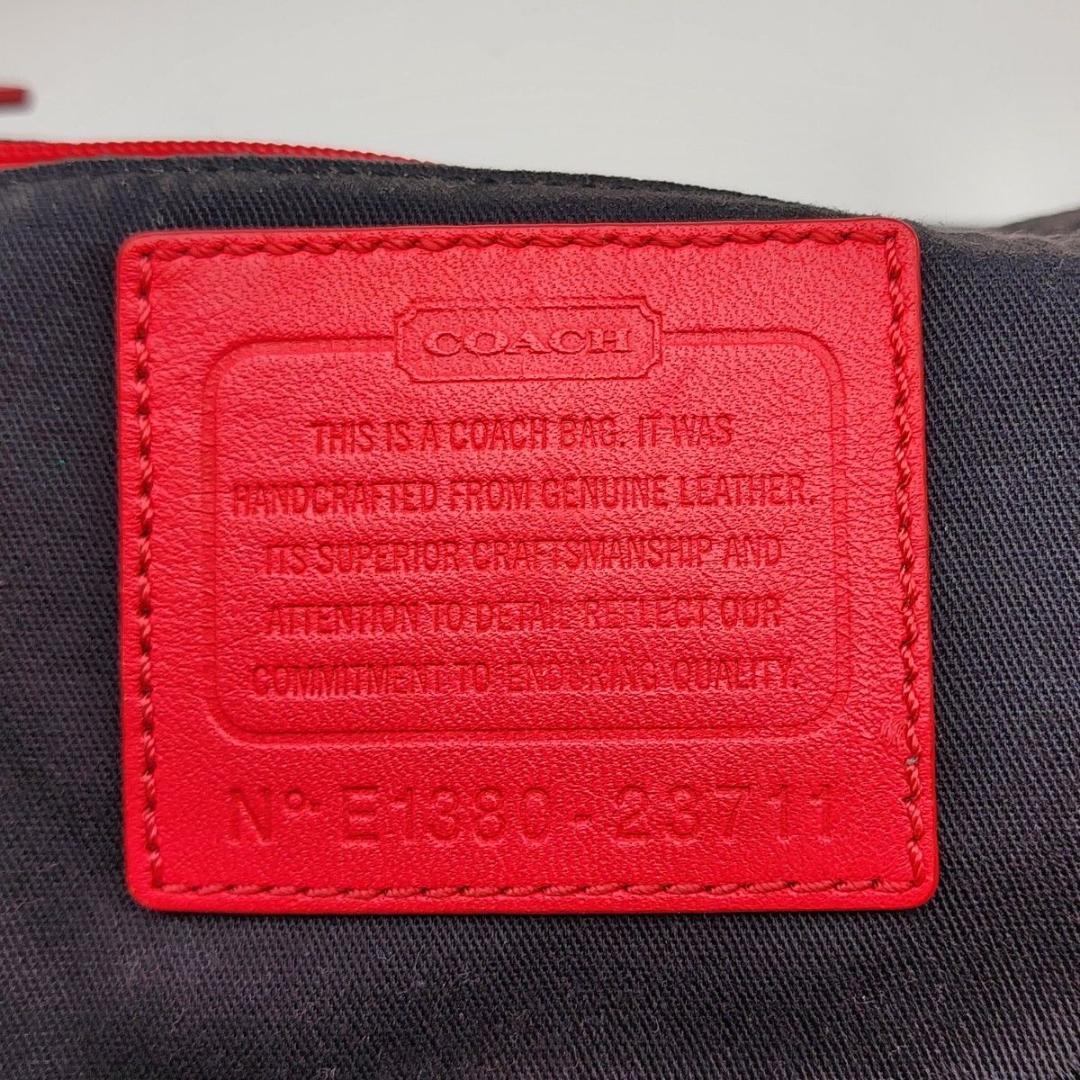 COACH
THIS IS A COACH BAG. IT WAS
HANDCRAFTED FROM GENUINE LEATHER.
ITS SUPERIOR CRAFTSMANSHIP AND
ATTENTION TO DETAIL REFLECT OUR
COMMITMENT TO ENDURING QUALITY.
Nº E1380-23711